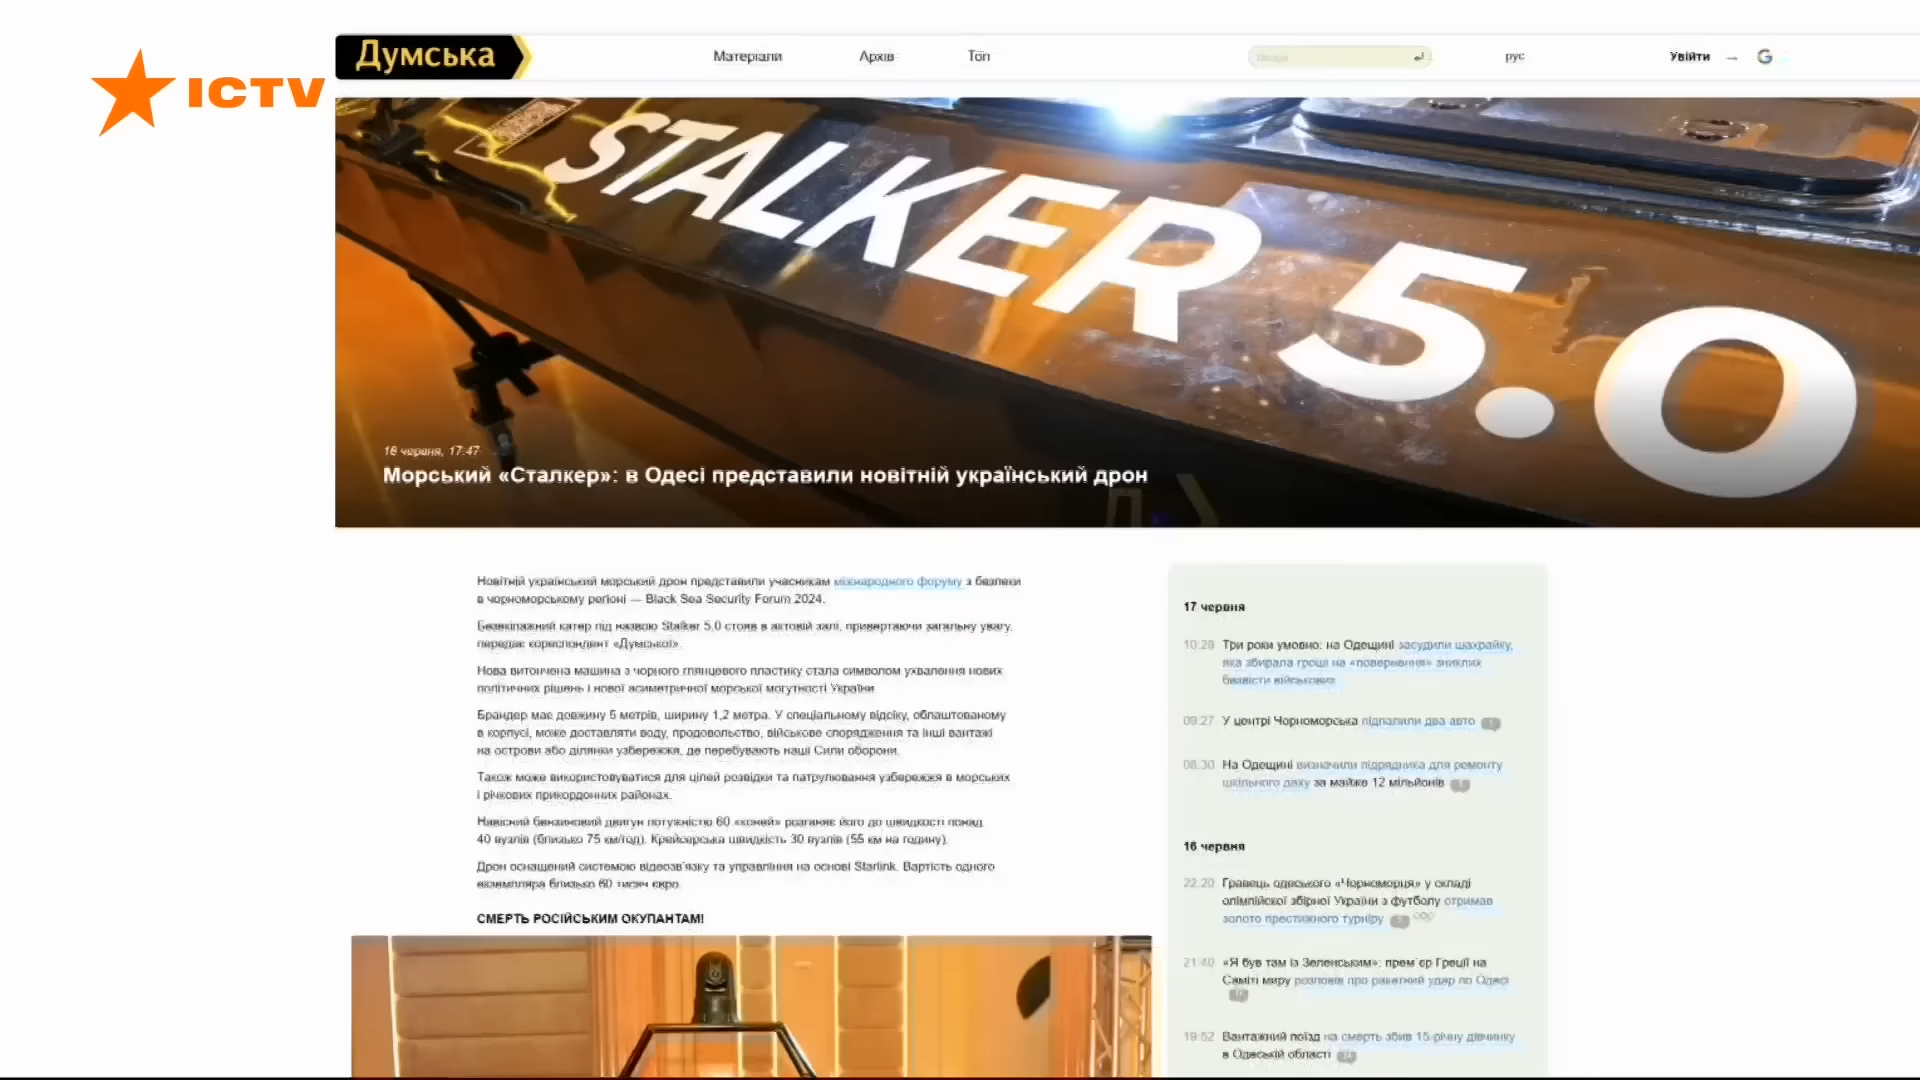 ICTV
Думська
Матеріали
Архів
Топ
рус
Увійти
STALKER 5.0
16 червня, 17:47
Морський «Сталкер»: в Одесі представили новітній український дрон
Новітній український морський дрон представили учасникам міжнародного форуму з безпеки
в чорноморському регіоні — Black Sea Security Forum 2024.
Безекіпажний катер під назвою Stalker 5.0 стояв в актовій залі, привертаючи загальну увагу,
передає кореспондент «Думської».
Нова витончена машина з чорного глянцевого пластику стала символом ухвалення нових
політичних рішень і нової асиметричної морської могутності України
Брандер має довжину 5 метрів, ширину 1,2 метра. У спеціальному відсіку, облаштованому
в корпусі, може доставляти воду, продовольство, військове спорядження та інші вантажі
на острови або ділянки узбережжя, де перебувають наші Сили оборони.
Також може використовуватися для цілей розвідки та патрулювання узбережжя в морських
і річкових прикордонних районах.
Навісний бензиновий двигун потужністю 60 «коней» розганяє його до швидкості понад
40 вузлів (близько 75 км/год). Крейсерська швидкість 30 вузлів (55 км на годину).
Дрон оснащений системою відеозв'язку та управління на основі Starlink. Вартість одного
екземпляра близько 60 тисяч євро.
СМЕРТЬ РОСІЙСЬКИМ ОКУПАНТАМ!
17 червня
10:28 Три роки умовно: на Одещині засудили шахрайку,
яка збирала гроші на «повернення» зниклих
безвісти військових
09:27 У центрі Чорноморська підпалили два авто
08:30 На Одещині визначили підрядника для ремонту
шкільного даху за майже 12 мільйонів
16 червня
22:20 Гравець одеського «Чорноморця» у складі
олімпійської збірної України з футболу отримав
золото престижного турніру
21:40 «Я був там із Зеленським»: прем'єр Греції на
Саміті миру розповів про ракетний удар по Одесі
19:52 Вантажний поїзд на смерть збив 15-річну дівчинку
в Одеській області